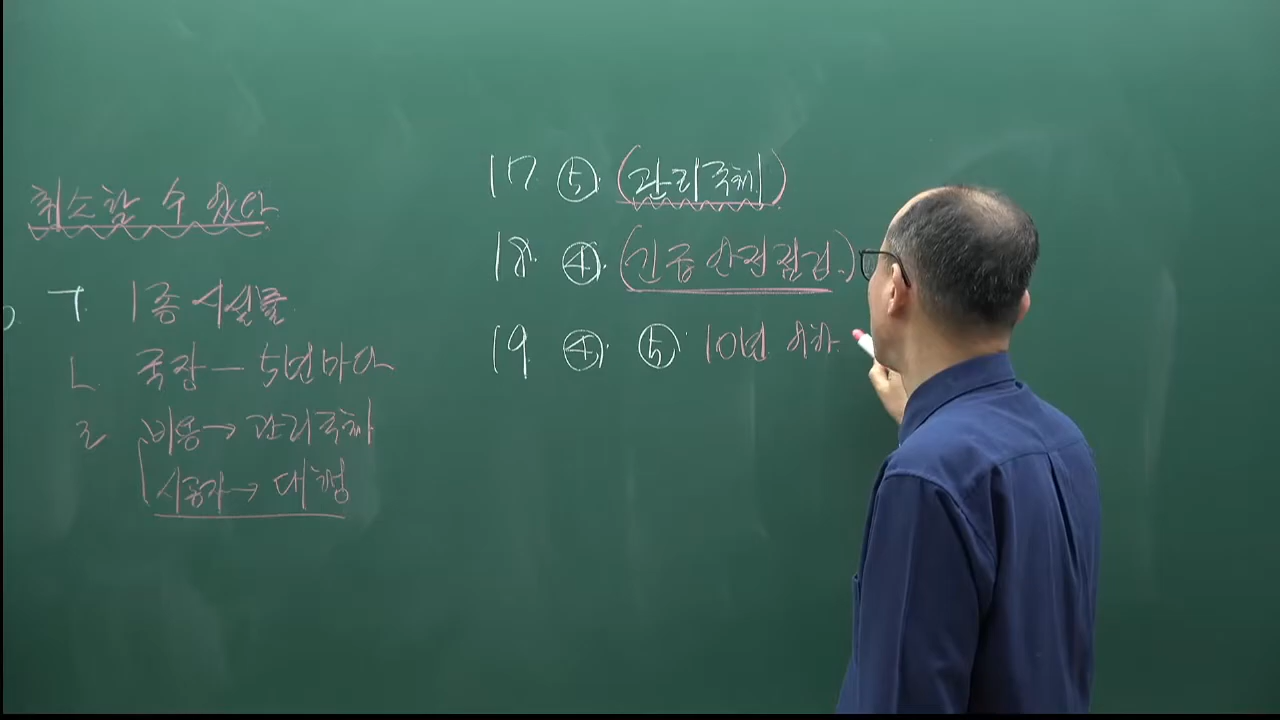 취소할 수 있다
ㄱ. 1종 시설물
ㄴ 국장 – 5년마다
ㄹ 비용 → 관리주체
시공자 → 대행
17 ⑤. (관리주체)
18. ④. (긴급안전점검.)
19 ④. ⑤. 10년 이하